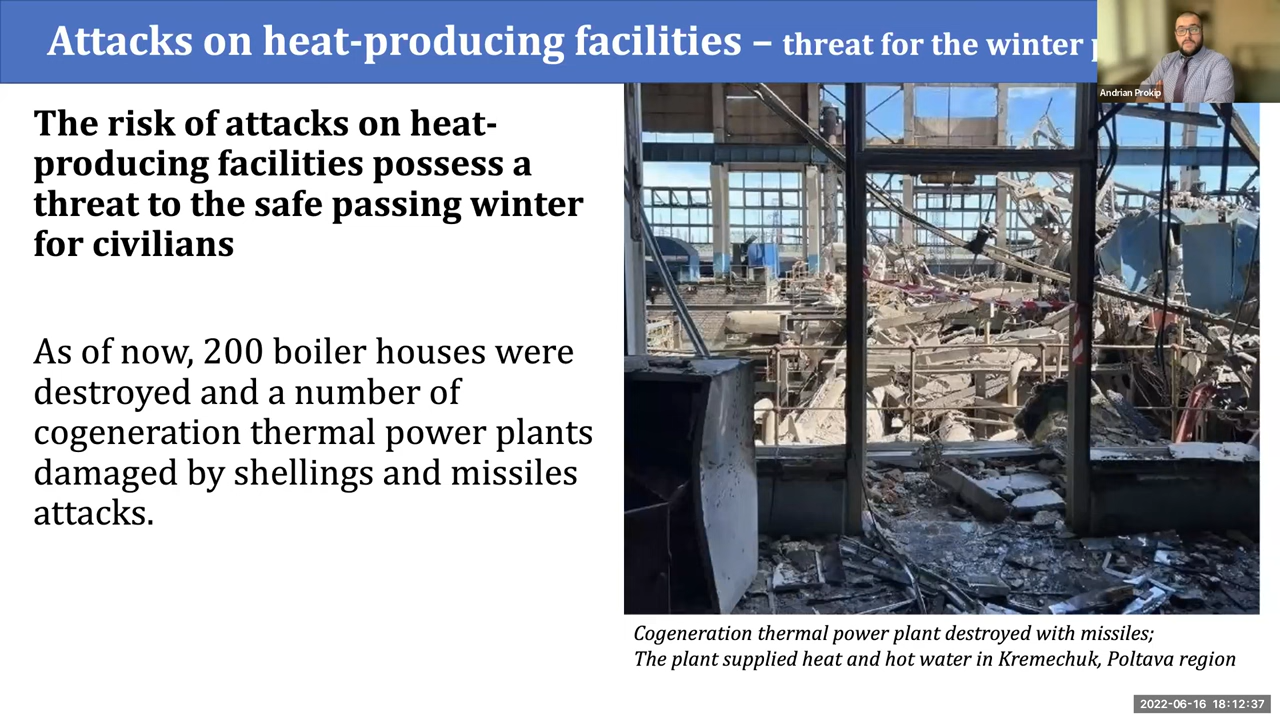 Attacks on heat-producing facilities – threat for the winter
Andrian Prokip
The risk of attacks on heat-
producing facilities possess a
threat to the safe passing winter
for civilians
As of now, 200 boiler houses were
destroyed and a number of
cogeneration thermal power plants
damaged by shellings and missiles
attacks.
Cogeneration thermal power plant destroyed with missiles;
The plant supplied heat and hot water in Kremechuk, Poltava region
2022-06-16 18:12:37